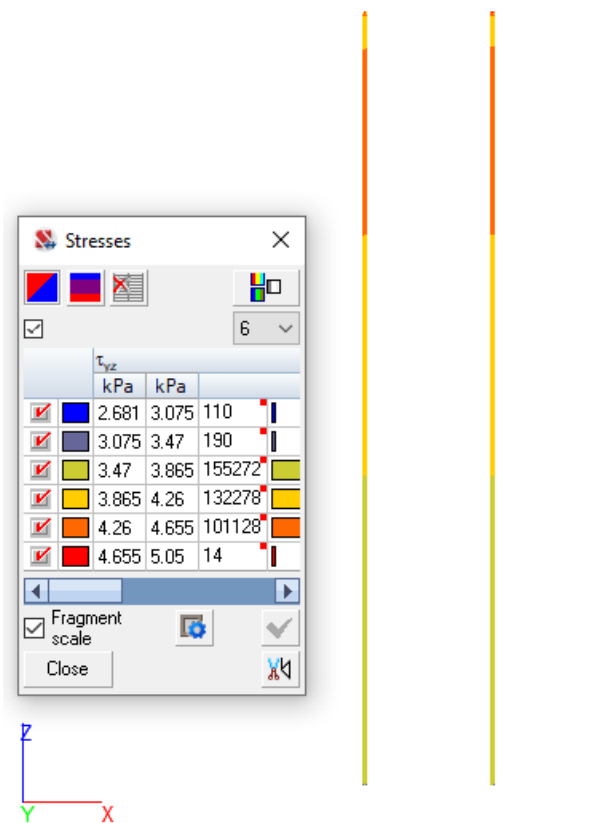 Stresses
6
τyz
kPa kPa
2.681 3.075 110
3.075 3.47 190
3.47 3.865 155272
3.865 4.26 132278
4.26 4.655 101128
4.655 5.05 14
Fragment
scale
Close
Z
Y X